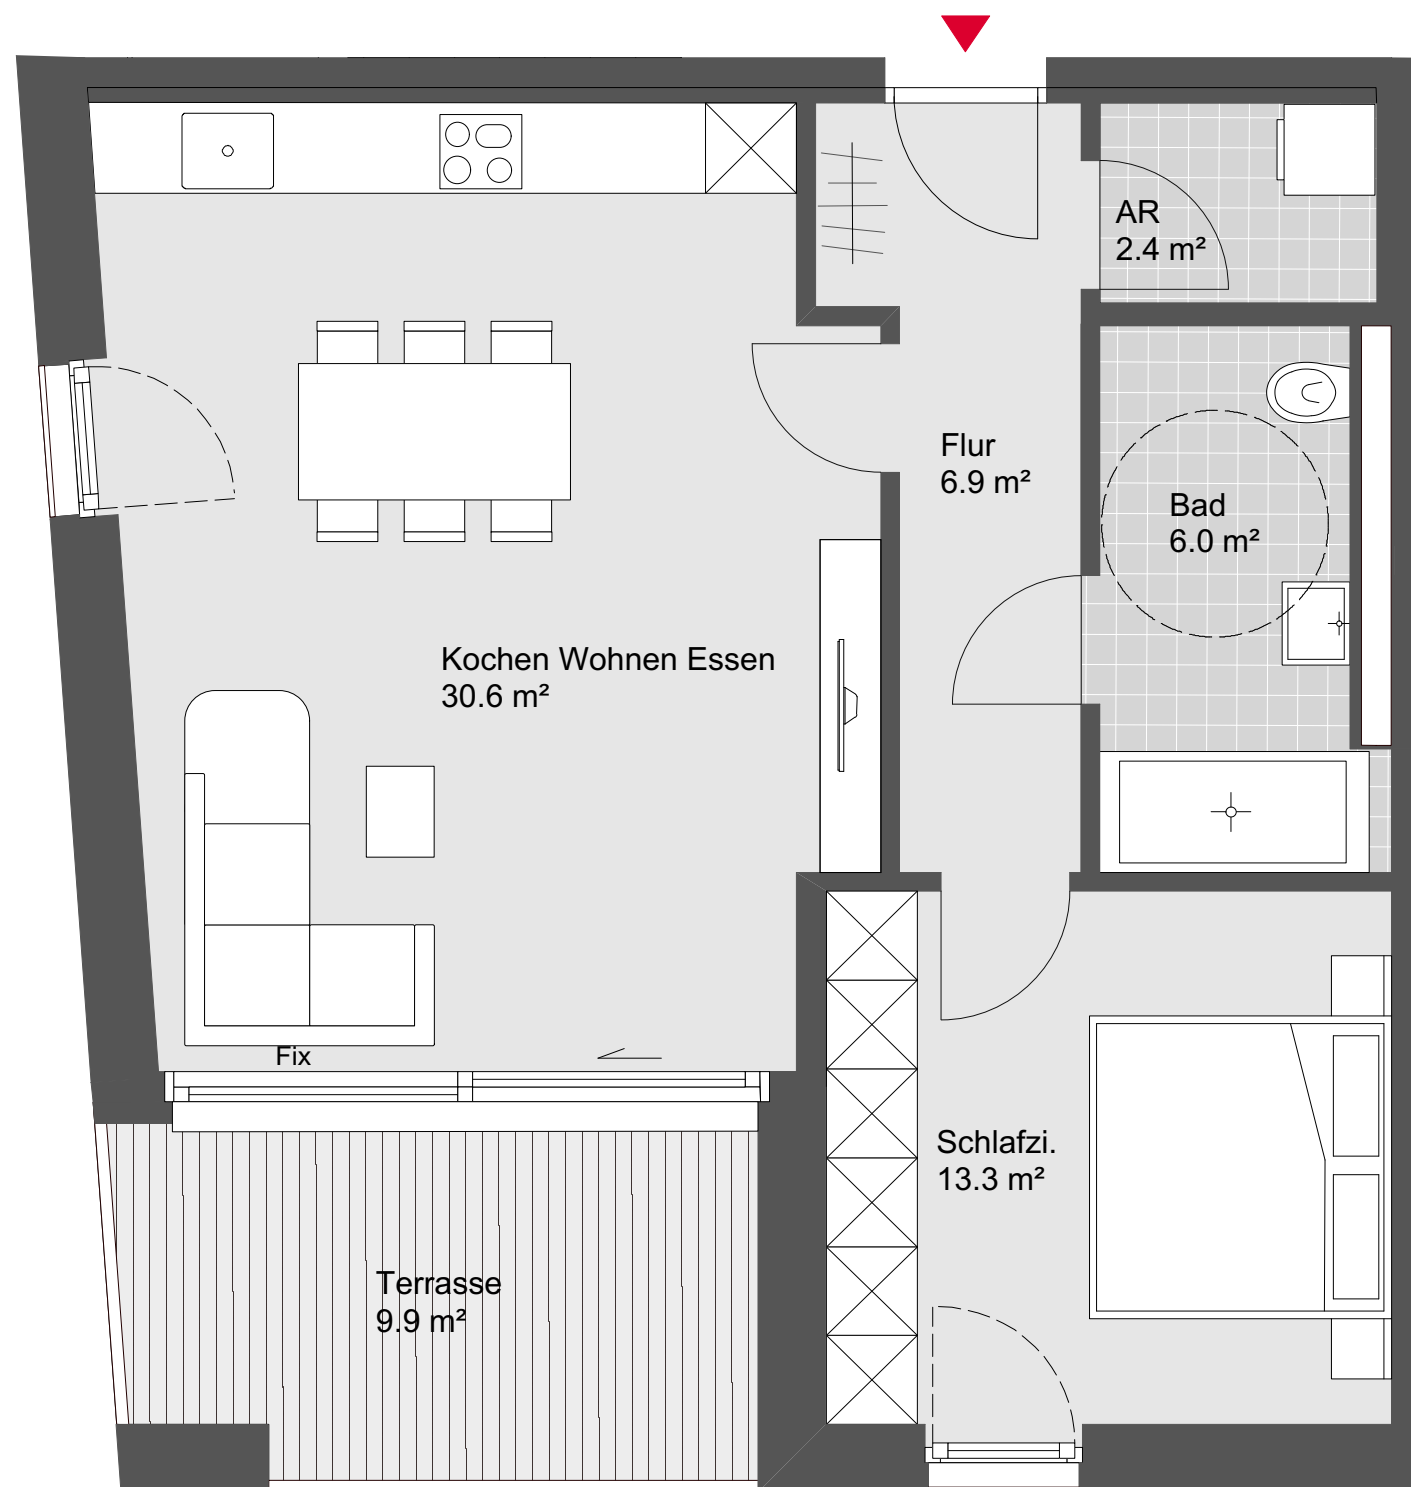 AR
2.4 m²
Flur
6.9 m²
Bad
6.0 m²
Kochen Wohnen Essen
30.6 m²
Fix
Schlafzi.
13.3 m²
Terrasse
9.9 m²